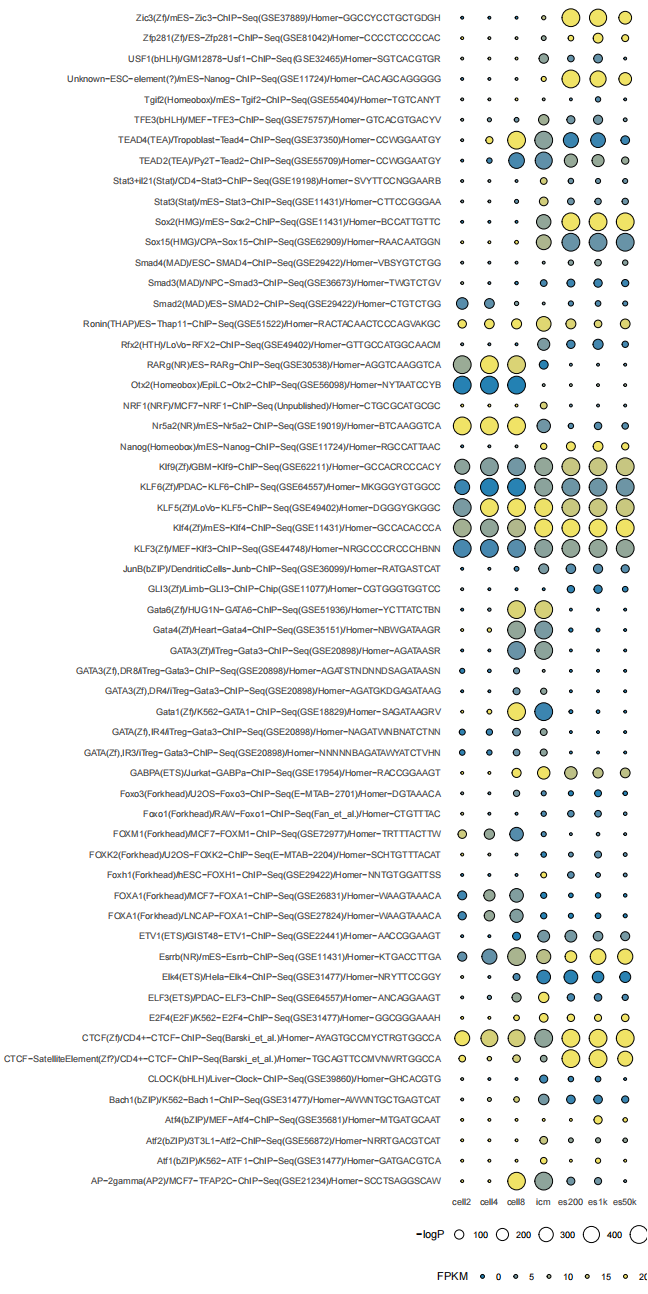 Zic3(Zf)/mES−Zic3−ChIP−Seq(GSE37889)/Homer−GGCCYCCTGCTGDGH
Zfp281(Zf)/ES−Zfp281−ChIP−Seq(GSE81042)/Homer−CCCCTCCCCCAC
USF1(bHLH)/GM12878−Usf1−ChIP−Seq(GSE32465)/Homer−SGTCACGTGR
Unknown−ESC−element(?)/mES−Nanog−ChIP−Seq(GSE11724)/Homer−CACAGCAGGGGG
Tgif2(Homeobox)/mES−Tgif2−ChIP−Seq(GSE55404)/Homer−TGTCANYT
TFE3(bHLH)/MEF−TFE3−ChIP−Seq(GSE75757)/Homer−GTCACGTGACYV
TEAD4(TEA)/Tropoblast−Tead4−ChIP−Seq(GSE37350)/Homer−CCWGGAATGY
TEAD2(TEA)/Py2T−Tead2−ChIP−Seq(GSE55709)/Homer−CCWGGAATGY
Stat3+il21(Stat)/CD4−Stat3−ChIP−Seq(GSE19198)/Homer−SVYTTCCNGGAARB
Stat3(Stat)/mES−Stat3−ChIP−Seq(GSE11431)/Homer−CTTCCGGGAA
Sox2(HMG)/mES−Sox2−ChIP−Seq(GSE11431)/Homer−BCCATTGTTC
Sox15(HMG)/CPA−Sox15−ChIP−Seq(GSE62909)/Homer−RAACAATGGN
Smad4(MAD)/ESC−SMAD4−ChIP−Seq(GSE29422)/Homer−VBSYGTCTGG
Smad3(MAD)/NPC−Smad3−ChIP−Seq(GSE36673)/Homer−TWGTCTGV
Smad2(MAD)/ES−SMAD2−ChIP−Seq(GSE29422)/Homer−CTGTCTGG
Ronin(THAP)/ES−Thap11−ChIP−Seq(GSE51522)/Homer−RACTACAACTCCCAGVAKGC
Rfx2(HTH)/LoVo−RFX2−ChIP−Seq(GSE49402)/Homer−GTTGCCATGGCAACM
RARg(NR)/ES−RARg−ChIP−Seq(GSE30538)/Homer−AGGTCAAGGTCA
Otx2(Homeobox)/EpiLC−Otx2−ChIP−Seq(GSE56098)/Homer−NYTAATCCYB
NRF1(NRF)/MCF7−NRF1−ChIP−Seq(Unpublished)/Homer−CTGCGCATGCGC
Nr5a2(NR)/mES−Nr5a2−ChIP−Seq(GSE19019)/Homer−BTCAAGGTCA
Nanog(Homeobox)/mES−Nanog−ChIP−Seq(GSE11724)/Homer−RGCCATTAAC
Klf9(Zf)/GBM−Klf9−ChIP−Seq(GSE62211)/Homer−GCCACRCCCACY
KLF6(Zf)/PDAC−KLF6−ChIP−Seq(GSE64557)/Homer−MKGGGYGTGGCC
KLF5(Zf)/LoVo−KLF5−ChIP−Seq(GSE49402)/Homer−DGGGYGKGGC
Klf4(Zf)/mES−Klf4−ChIP−Seq(GSE11431)/Homer−GCCACACCCA
KLF3(Zf)/MEF−Klf3−ChIP−Seq(GSE44748)/Homer−NRGCCCCRCCCHBNN
JunB(bZIP)/DendriticCells−Junb−ChIP−Seq(GSE36099)/Homer−RATGASTCAT
GLI3(Zf)/Limb−GLI3−ChIP−Chip(GSE11077)/Homer−CGTGGGTGGTCC
Gata6(Zf)/HUG1N−GATA6−ChIP−Seq(GSE51936)/Homer−YCTTATCTBN
Gata4(Zf)/Heart−Gata4−ChIP−Seq(GSE35151)/Homer−NBWGATAAGR
GATA3(Zf)/iTreg−Gata3−ChIP−Seq(GSE20898)/Homer−AGATAASR
GATA3(Zf),DR8/iTreg−Gata3−ChIP−Seq(GSE20898)/Homer−AGATSTNDNNDSAGATAASN
GATA3(Zf),DR4/iTreg−Gata3−ChIP−Seq(GSE20898)/Homer−AGATGKDGAGATAAG
Gata1(Zf)/K562−GATA1−ChIP−Seq(GSE18829)/Homer−SAGATAAGRV
GATA(Zf),IR4/iTreg−Gata3−ChIP−Seq(GSE20898)/Homer−NAGATWNBNATCTNN
GATA(Zf),IR3/iTreg−Gata3−ChIP−Seq(GSE20898)/Homer−NNNNNBAGATAWYATCTVHN
GABPA(ETS)/Jurkat−GABPa−ChIP−Seq(GSE17954)/Homer−RACCGGAAGT
Foxo3(Forkhead)/U2OS−Foxo3−ChIP−Seq(E−MTAB−2701)/Homer−DGTAAACA
Foxo1(Forkhead)/RAW−Foxo1−ChIP−Seq(Fan_et_al.)/Homer−CTGTTTAC
FOXM1(Forkhead)/MCF7−FOXM1−ChIP−Seq(GSE72977)/Homer−TRTTTACTTW
FOXK2(Forkhead)/U2OS−FOXK2−ChIP−Seq(E−MTAB−2204)/Homer−SCHTGTTTACAT
Foxh1(Forkhead)/hESC−FOXH1−ChIP−Seq(GSE29422)/Homer−NNTGTGGATTSS
FOXA1(Forkhead)/MCF7−FOXA1−ChIP−Seq(GSE26831)/Homer−WAAGTAAACA
FOXA1(Forkhead)/LNCAP−FOXA1−ChIP−Seq(GSE27824)/Homer−WAAGTAAACA
ETV1(ETS)/GIST48−ETV1−ChIP−Seq(GSE22441)/Homer−AACCGGAAGT
Esrrb(NR)/mES−Esrrb−ChIP−Seq(GSE11431)/Homer−KTGACCTTGA
Elk4(ETS)/Hela−Elk4−ChIP−Seq(GSE31477)/Homer−NRYTTCCGGY
ELF3(ETS)/PDAC−ELF3−ChIP−Seq(GSE64557)/Homer−ANCAGGAAGT
E2F4(E2F)/K562−E2F4−ChIP−Seq(GSE31477)/Homer−GGCGGGAAAH
CTCF(Zf)/CD4+−CTCF−ChIP−Seq(Barski_et_al.)/Homer−AYAGTGCCMYCTRGTGGCCA
CTCF−SatelliteElement(Zf?)/CD4+−CTCF−ChIP−Seq(Barski_et_al.)/Homer−TGCAGTTCCMVNWRTGGCCA
CLOCK(bHLH)/Liver−Clock−ChIP−Seq(GSE39860)/Homer−GHCACGTG
Bach1(bZIP)/K562−Bach1−ChIP−Seq(GSE31477)/Homer−AWWNTGCTGAGTCAT
Atf4(bZIP)/MEF−Atf4−ChIP−Seq(GSE35681)/Homer−MTGATGCAAT
Atf2(bZIP)/3T3L1−Atf2−ChIP−Seq(GSE56872)/Homer−NRRTGACGTCAT
Atf1(bZIP)/K562−ATF1−ChIP−Seq(GSE31477)/Homer−GATGACGTCA
AP−2gamma(AP2)/MCF7−TFAP2C−ChIP−Seq(GSE21234)/Homer−SCCTSAGGSCAW
cell2 cell4 cell8 icm es200 es1k es50k
−logP 100 200 300 400
FPKM 0 5 10 15 20